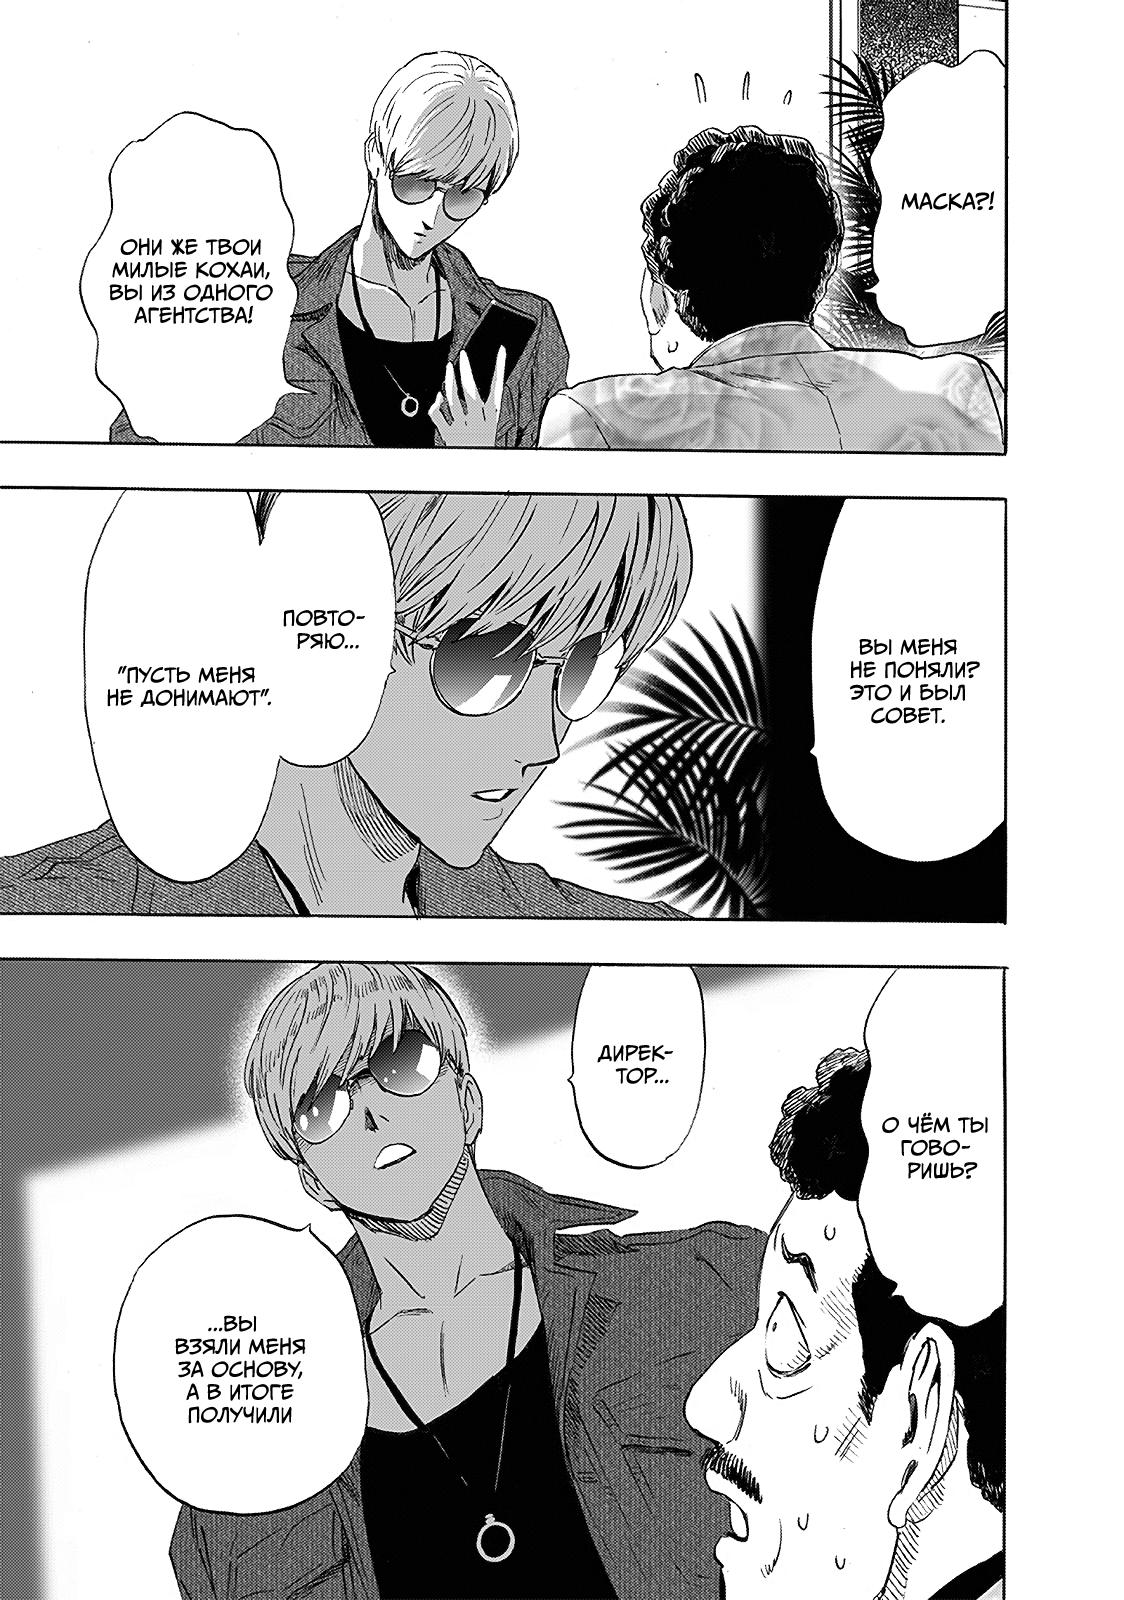 МАСКА?!
ОНИ ЖЕ ТВОИ
МИЛЫЕ КОХАИ,
ВЫ ИЗ ОДНОГО
АГЕНТСТВА!
ВЫ МЕНЯ
НЕ ПОНЯЛИ?
ЭТО И БЫЛ
СОВЕТ.
ПОВТО-
РЯЮ...
"ПУСТЬ МЕНЯ
НЕ ДОНИМАЮТ".
О ЧЁМ ТЫ
ГОВО-
РИШЬ?
ДИРЕК-
ТОР...
...ВЫ
ВЗЯЛИ МЕНЯ
ЗА ОСНОВУ,
А В ИТОГЕ
ПОЛУЧИЛИ